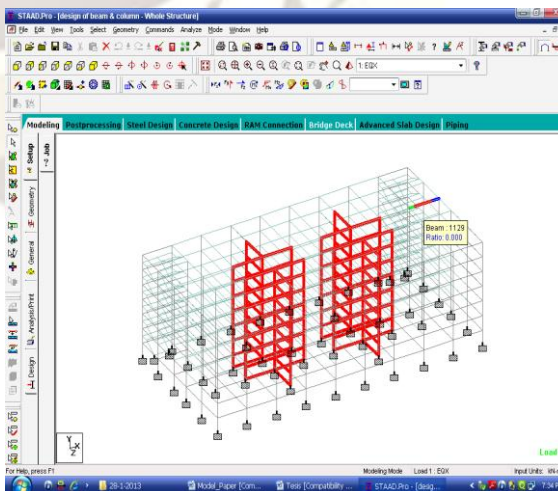 STAAD.Pro - [design of beam & column - Whole Structure]
File Edit View Tools Select Geometry Commands Analyze Mode Window Help
1:EQX
Modeling Postprocessing Steel Design Concrete Design RAM Connection Bridge Deck Advanced Slab Design Piping
Setup
Job
Geometry
General
Analysis/Print
Design
Beam : 1129
Ratio: 0.000
Y
X
Z
Load
For Help, press F1
Modeling Mode
Load 1 : EQX
Input Units:
28-1-2013
Model_Paper [Com...
Tesis [Compatibility ...
STAAD.Pro - [desig...